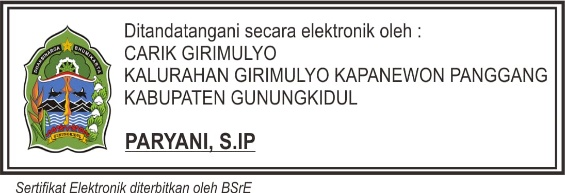 Ditandatangani secara elektronik oleh :
CARIK GIRIMULYO
KALURAHAN GIRIMULYO KAPANEWON PANGGANG
KABUPATEN GUNUNGKIDUL
PARYANI, S.IP
Sertifikat Elektronik diterbitkan oleh BSrE